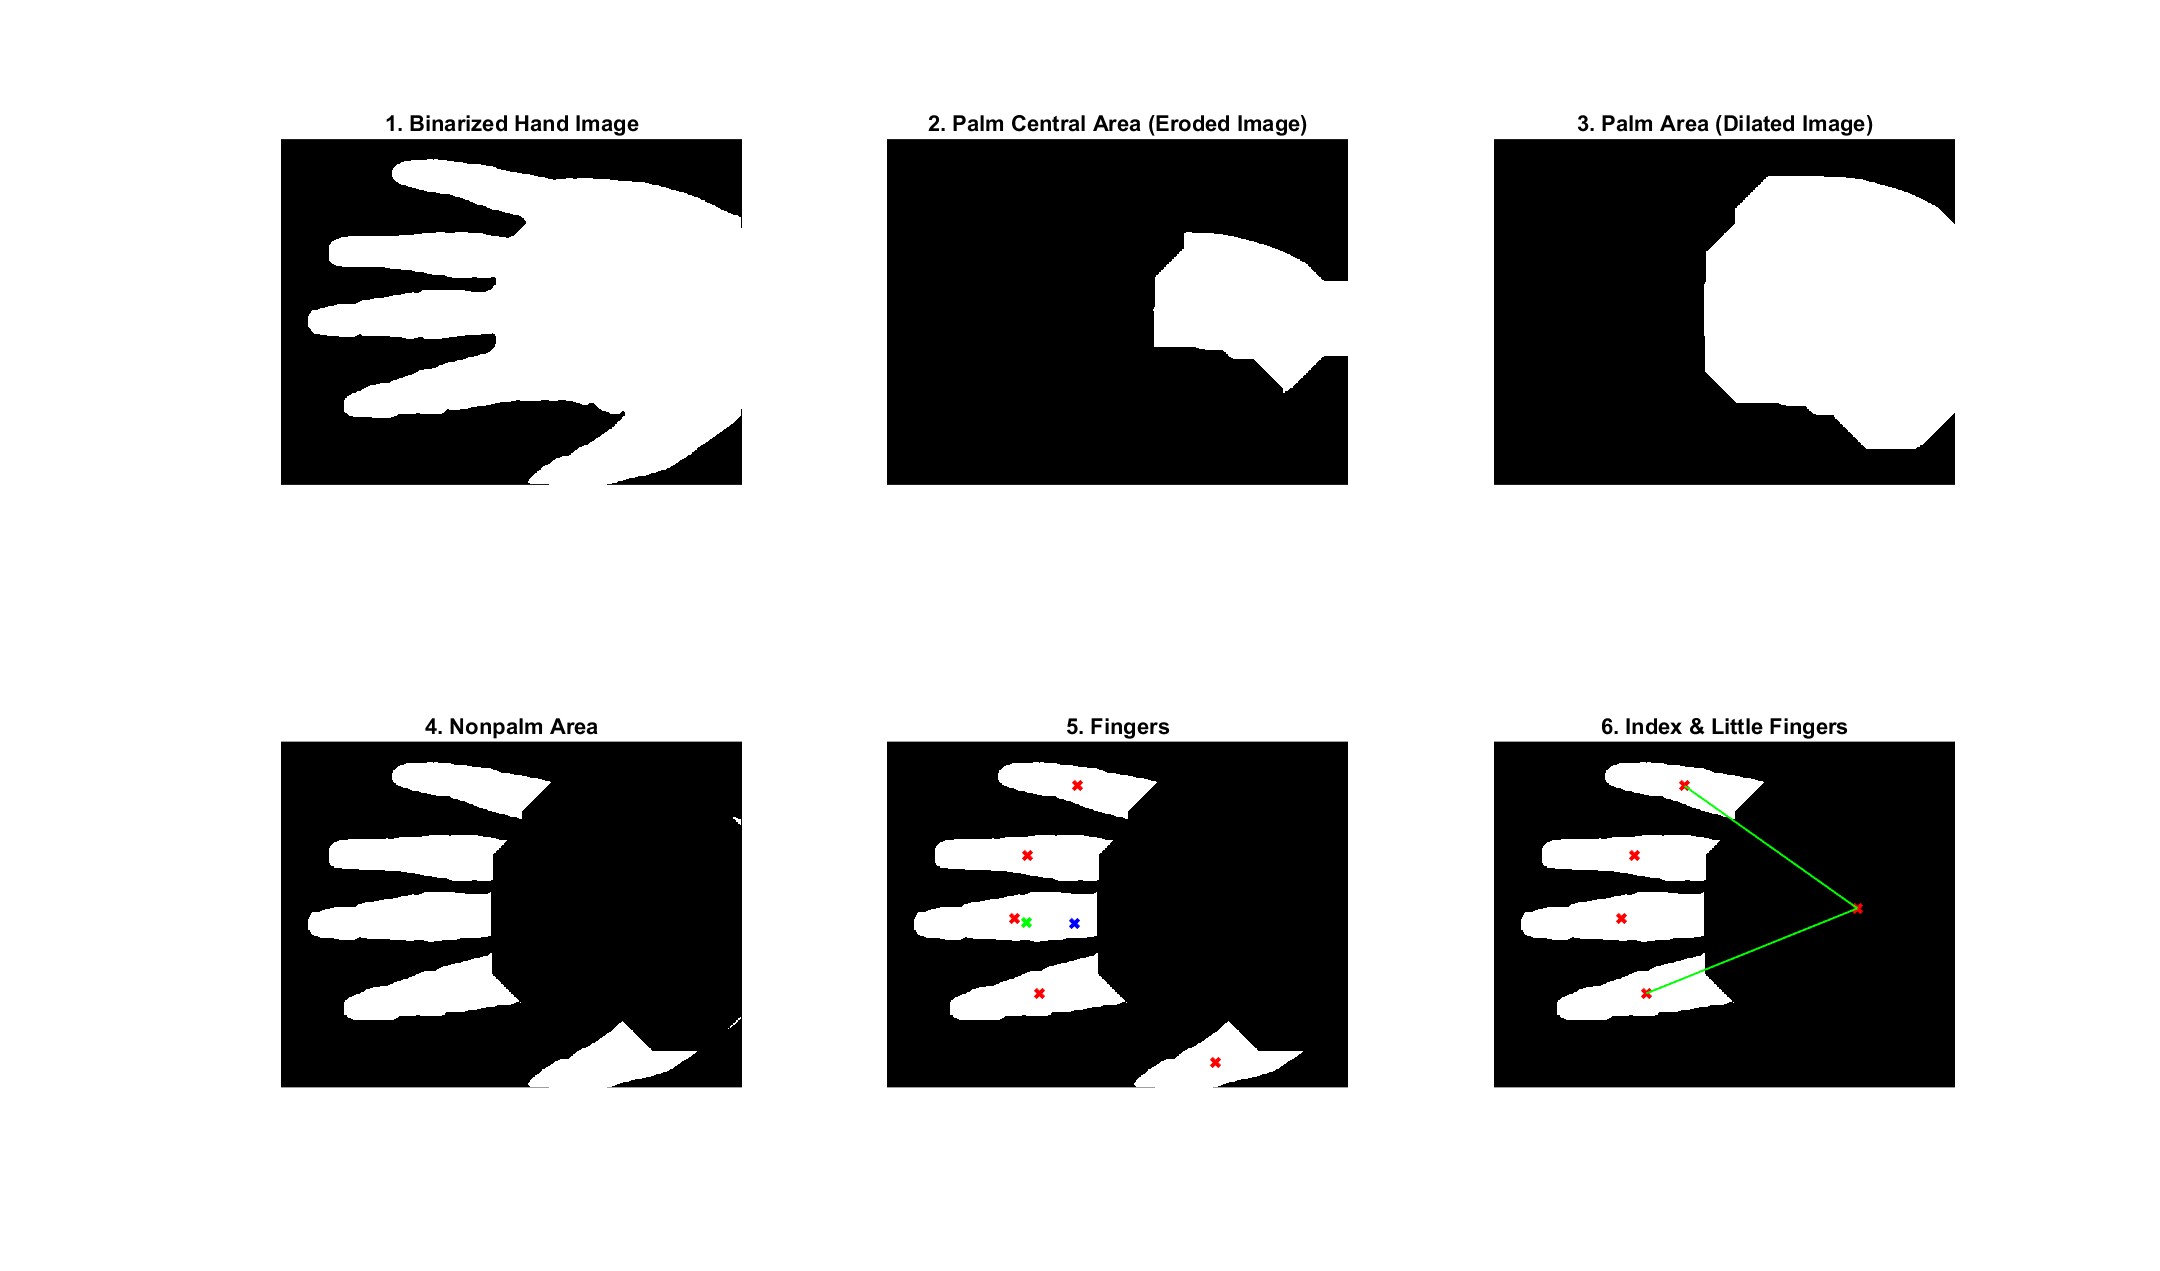 1. Binarized Hand Image
2. Palm Central Area (Eroded Image)
3. Palm Area (Dilated Image)
4. Nonpalm Area
5. Fingers
6. Index & Little Fingers